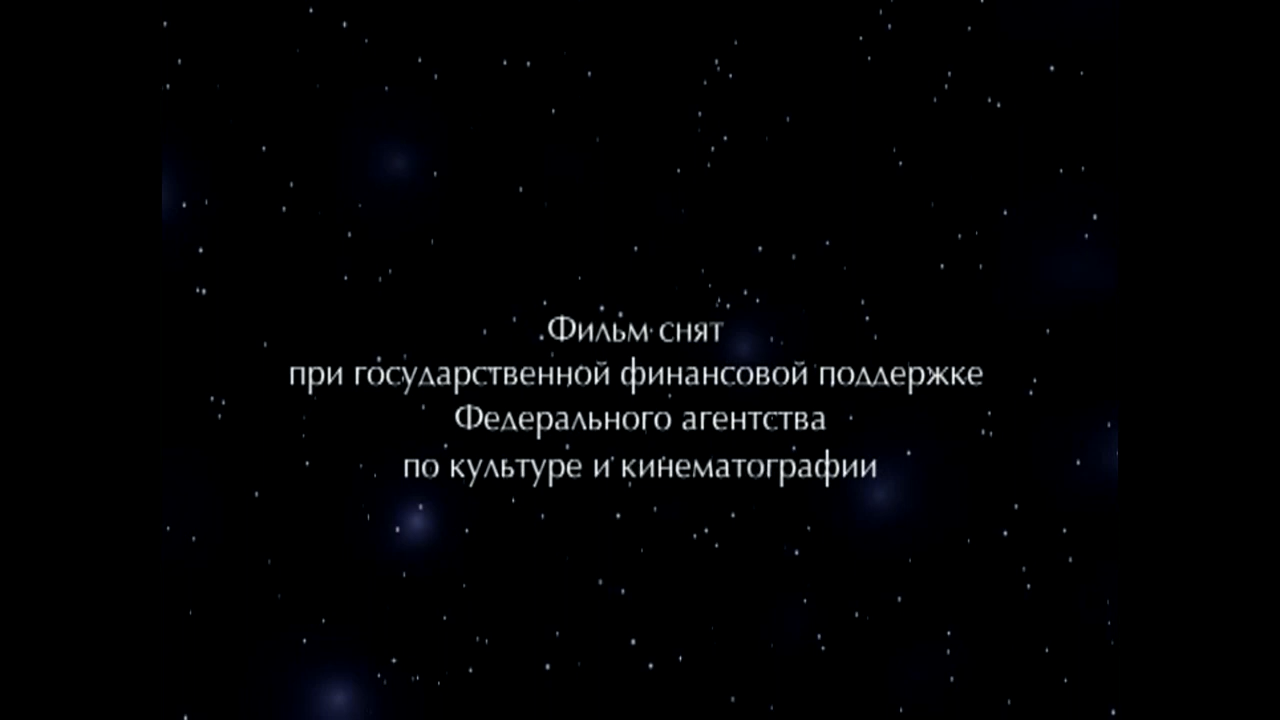 Фильм снят
при государственной финансовой поддержке
Федерального агентства
по культуре и кинематографии